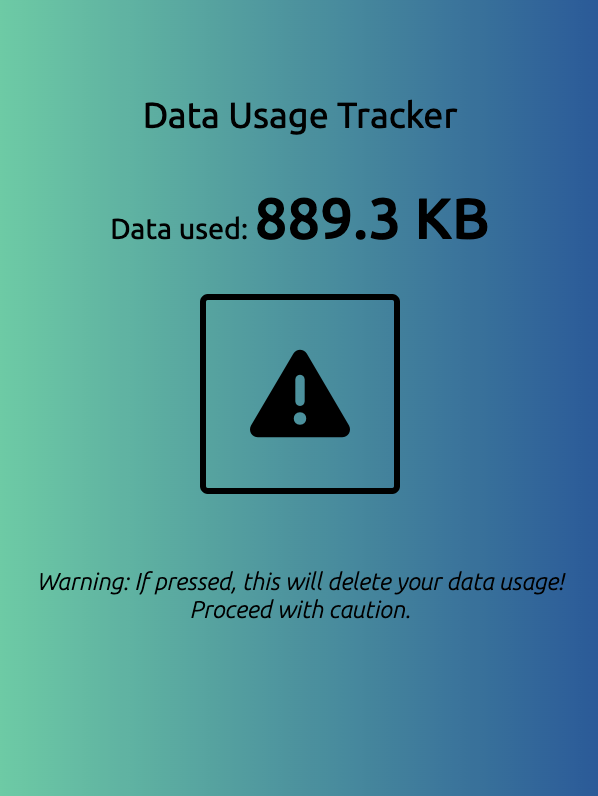 Data Usage Tracker
Data used: 889.3 KB
Warning: If pressed, this will delete your data usage!
Proceed with caution.